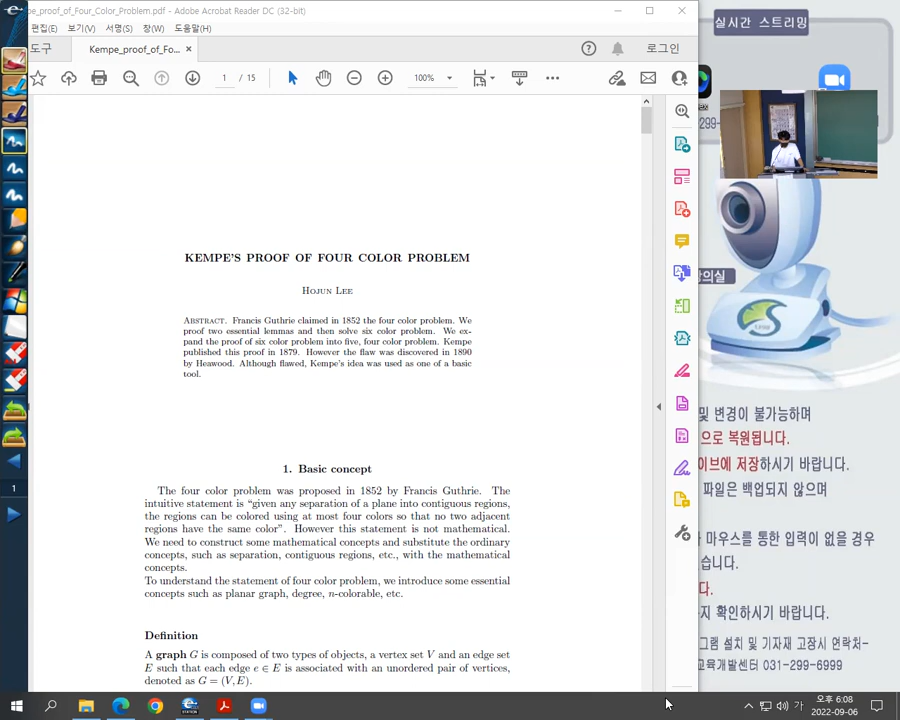 pe_proof_of_Four_Color_Problem.pdf - Adobe Acrobat Reader DC (32-bit)
편집(E) 보기(V) 서명(S) 창(W) 도움말(H)
도구 Kempe_proof_of_Fo... × 로그인
1 / 15 100%
KEMPE'S PROOF OF FOUR COLOR PROBLEM
HOJUN LEE
ABSTRACT. Francis Guthrie claimed in 1852 the four color problem. We
proof two essential lemmas and then solve six color problem. We ex-
pand the proof of six color problem into five, four color problem. Kempe
published this proof in 1879. However the flaw was discovered in 1890
by Heawood. Although flawed, Kempe's idea was used as one of a basic
tool.
1. Basic concept
The four color problem was proposed in 1852 by Francis Guthrie. The
intuitive statement is "given any separation of a plane into contiguous regions,
the regions can be colored using at most four colors so that no two adjacent
regions have the same color". However this statement is not mathematical.
We need to construct some mathematical concepts and substitute the ordinary
concepts, such as separation, contiguous regions, etc., with the mathematical
concepts.
To understand the statement of four color problem, we introduce some essential
concepts such as planar graph, degree, n-colorable, etc.
Definition
A graph G is composed of two types of objects, a vertex set V and an edge set
E such that each edge e ∈ E is associated with an unordered pair of vertices,
denoted as G = (V, E).
실시간 스트리밍
ex
299-
강의실
및 변경이 불가능하며
으로 복원됩니다.
이브에 저장하시기 바랍니다.
파일은 백업되지 않으며
마우스를 통한 입력이 없을 경우
습니다.
다.
지 확인하시기 바랍니다.
그램 설치 및 기자재 고장시 연락처-
교육개발센터 031-299-6999
1
가 오후 6:08
2022-09-06